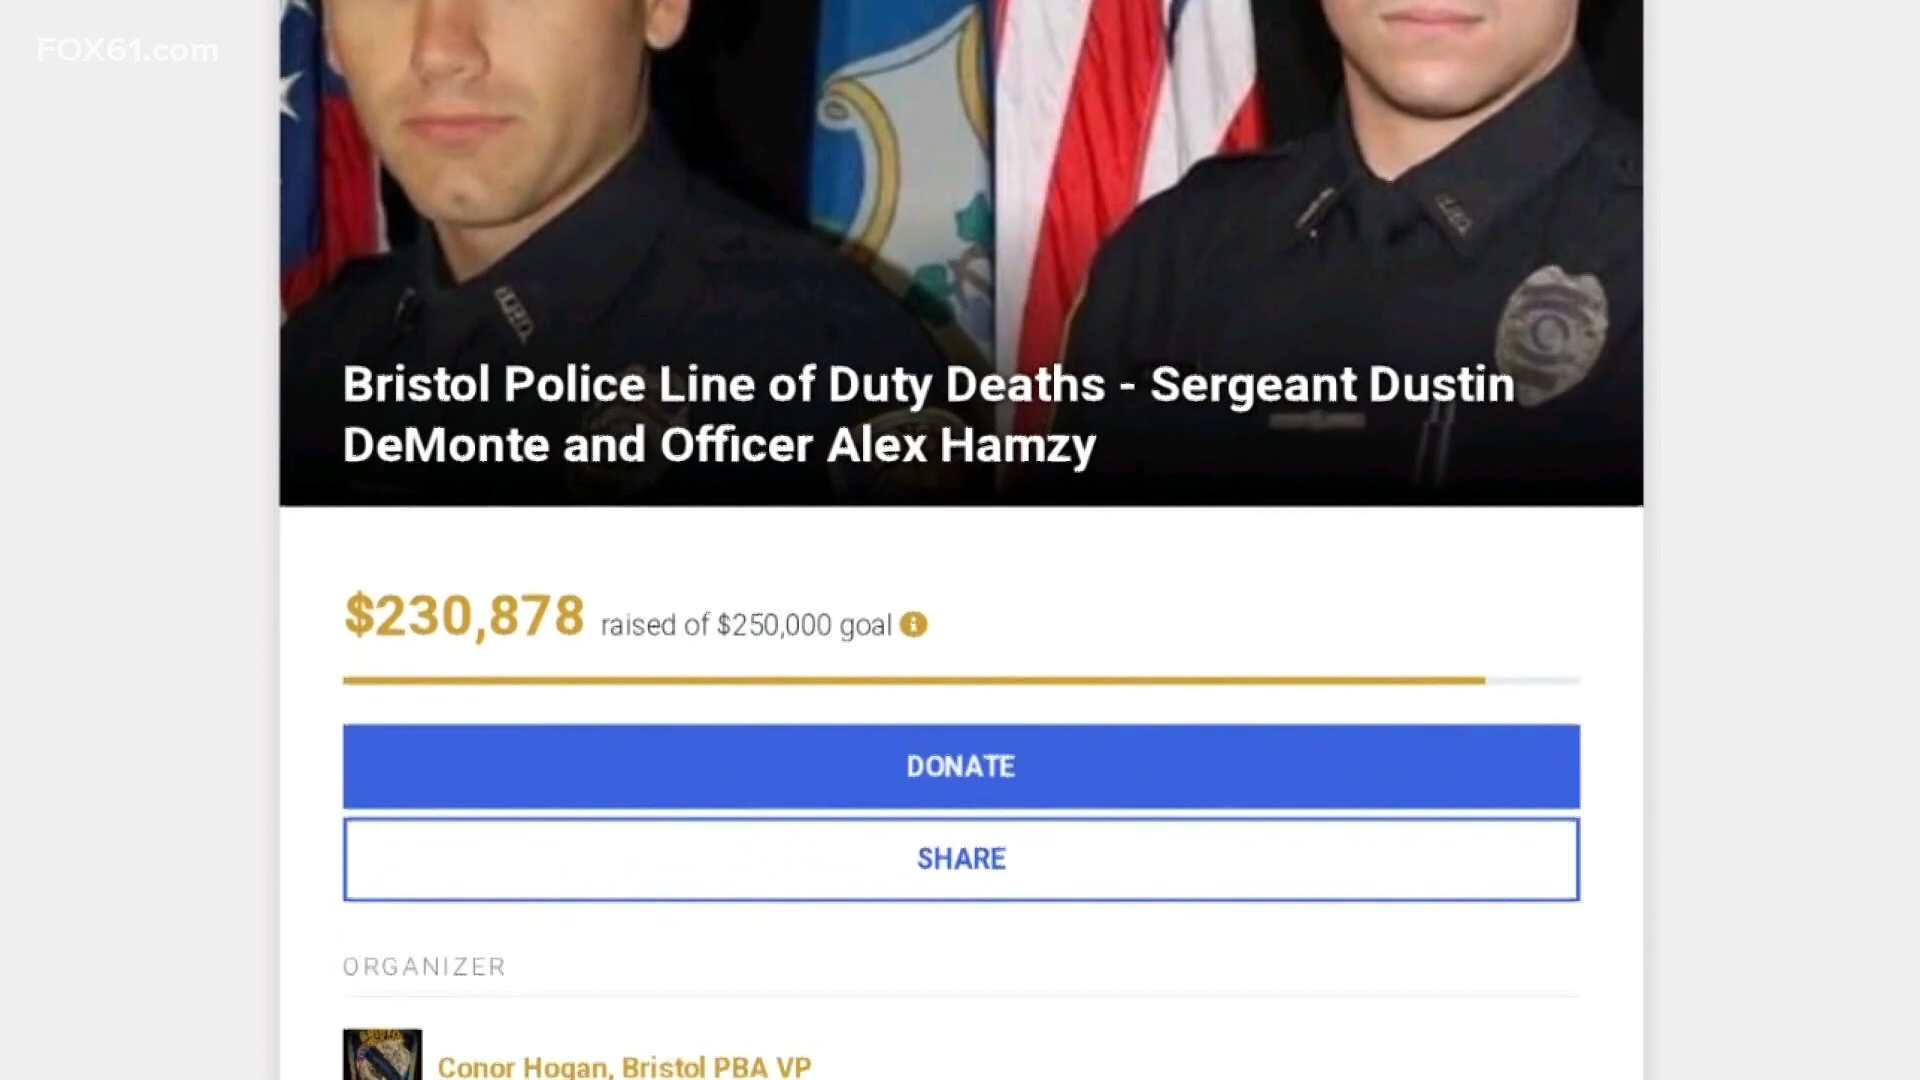 FOX61.com
Bristol Police Line of Duty Deaths - Sergeant Dustin
DeMonte and Officer Alex Hamzy
$230,878 raised of $250,000 goal
DONATE
SHARE
ORGANIZER
Conor Hogan, Bristol PBA VP